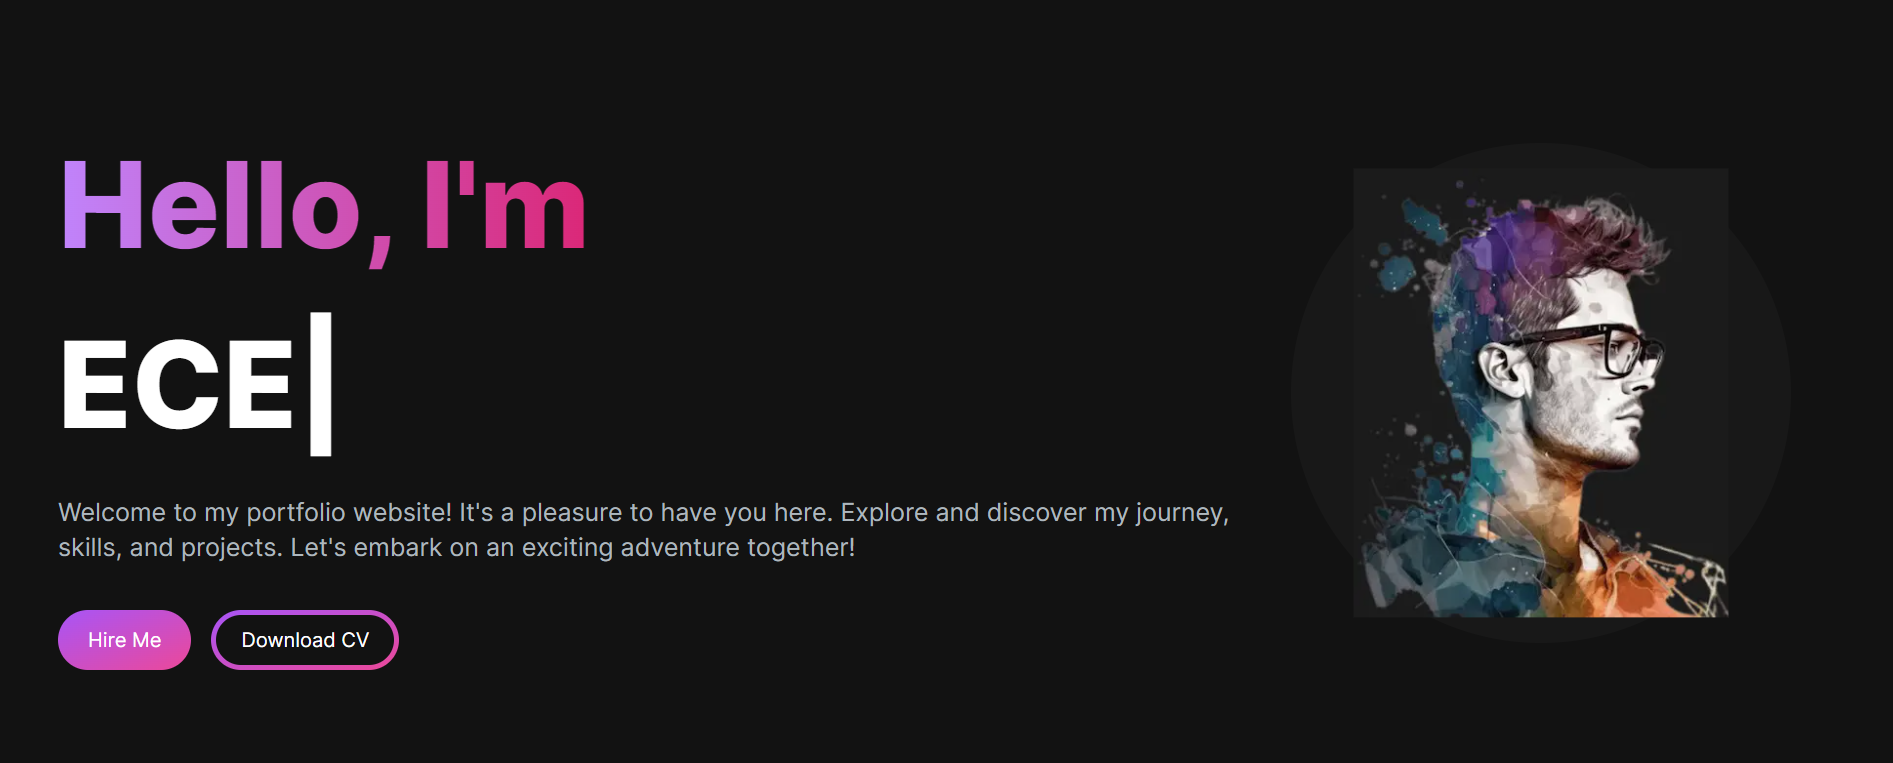 Hello, I'm
ECE
Welcome to my portfolio website! It's a pleasure to have you here. Explore and discover my journey,
skills, and projects. Let's embark on an exciting adventure together!
Hire Me
Download CV